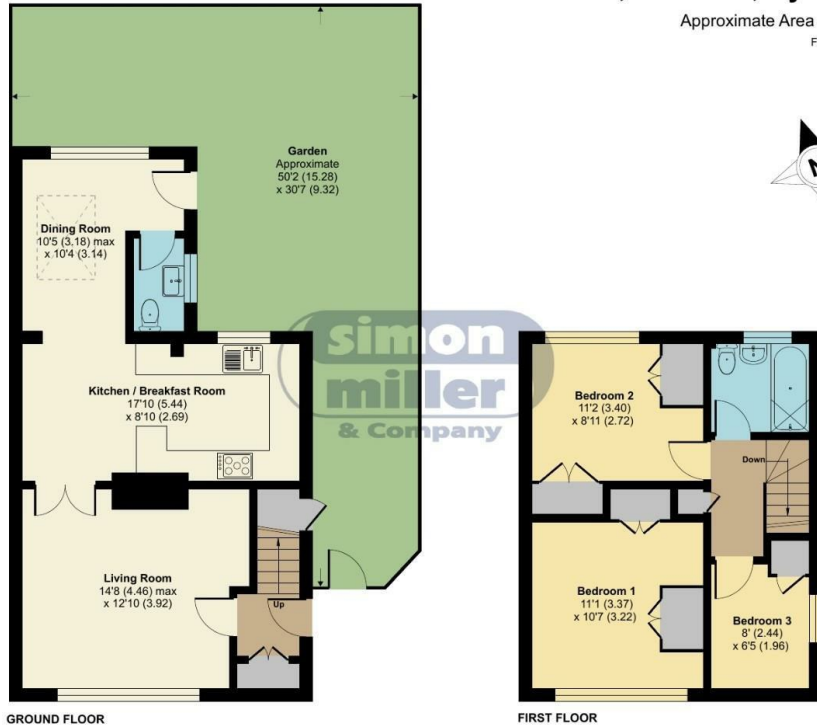 Approximate Area
F
Garden
Approximate
50'2 (15.28)
x 30'7 (9.32)
N
Dining Room
10'5 (3.18) max
x 10'4 (3.14)
simon
miller
& Company
Kitchen / Breakfast Room
17'10 (5.44)
x 8'10 (2.69)
Living Room
14'8 (4.46) max
x 12'10 (3.92)
Up
GROUND FLOOR
Bedroom 2
11'2 (3.40)
x 8'11 (2.72)
Down
Bedroom 1
11'1 (3.37)
x 10'7 (3.22)
Bedroom 3
8' (2.44)
x 6'5 (1.96)
FIRST FLOOR